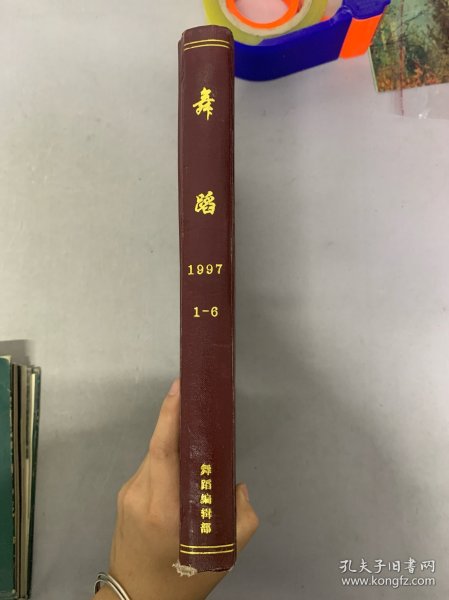 舞
蹈
1997
1-6
舞蹈编辑部
孔夫子旧书网
www.kongfz.com